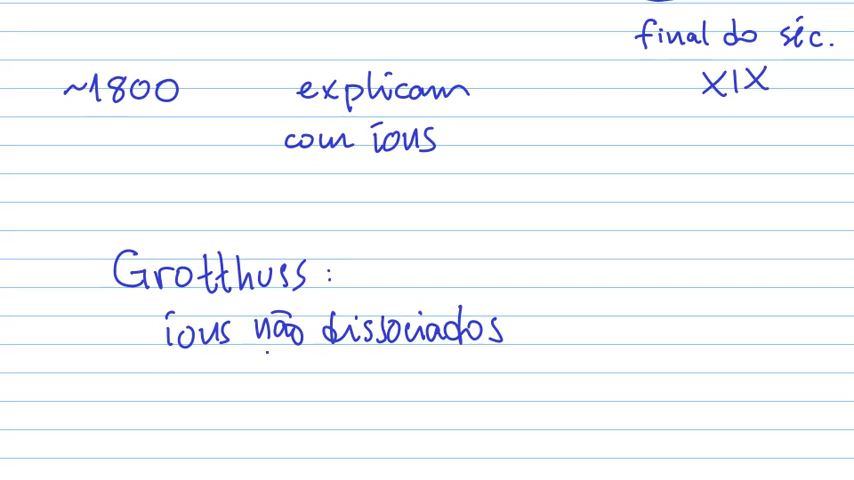 final do séc.
XIX
~1800 explicam
com íons
Grotthuss:
íons não dissociados